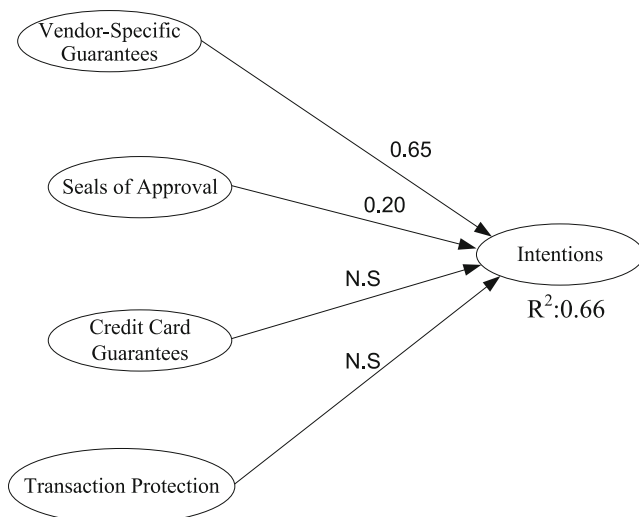 Vendor-Specific
Guarantees
0.65
Seals of Approval
0.20
Intentions
R²:0.66
N.S
Credit Card
Guarantees
N.S
Transaction Protection